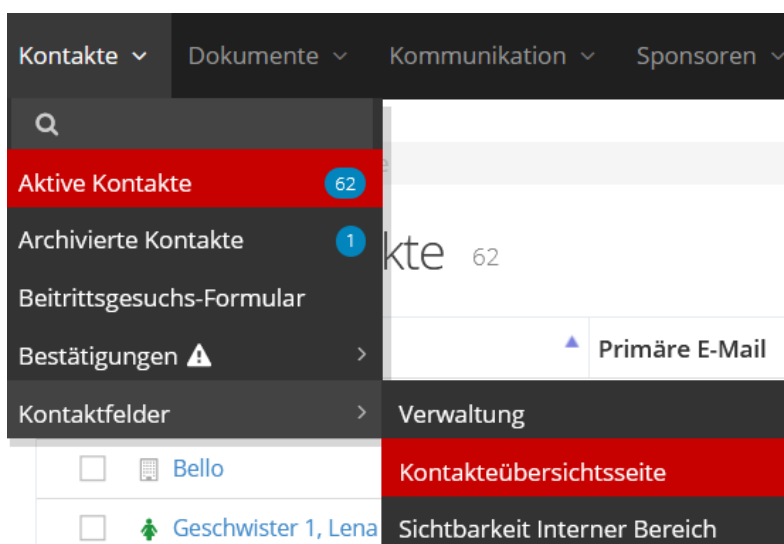 Kontakte Dokumente Kommunikation Sponsoren
Aktive Kontakte 62
Archivierte Kontakte 1
kte 62
Beitrittsgesuchs-Formular
Bestätigungen
Primäre E-Mail
Kontaktfelder
Verwaltung
Bello
Kontakteübersichtsseite
Geschwister 1, Lena
Sichtbarkeit Interner Bereich